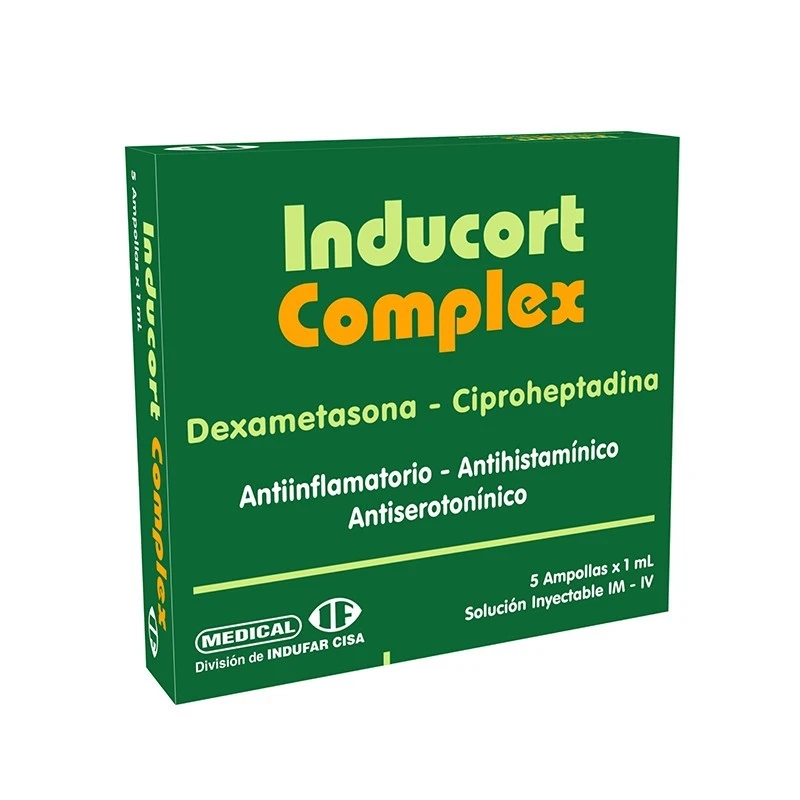 Inducort
Complex
Dexametasona - Ciproheptadina
Antiinflamatorio - Antihistamínico
Antiserotonínico
5 Ampollas x 1 mL
Solución Inyectable IM - IV
MEDICAL IF
División de INDUFAR CISA
5 Ampollas x 1 mL
Inducort Complex
IF